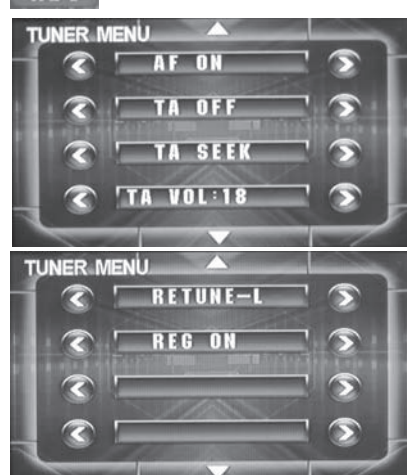 TUNER MENU
AF ON
TA OFF
TA SEEK
TA VOL:18
TUNER MENU
RETUNE-L
REG ON